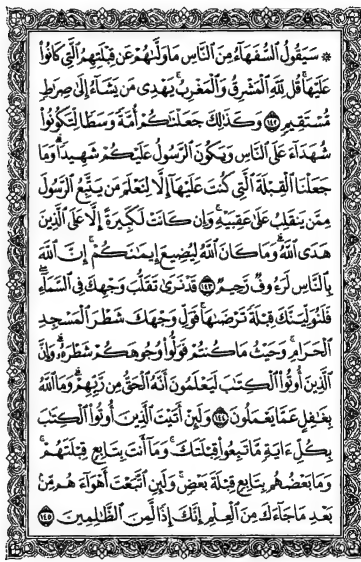 ۞ سَيَقُولُ ٱلسُّفَهَآءُ مِنَ ٱلنَّاسِ مَا وَلَّىٰهُمْ عَن قِبْلَتِهِمُ ٱلَّتِى كَانُوا۟
عَلَيْهَا ۚ قُل لِّلَّهِ ٱلْمَشْرِقُ وَٱلْمَغْرِبُ ۚ يَهْدِى مَن يَشَآءُ إِلَىٰ صِرَٰطٍ
مُّسْتَقِيمٍ ١٤٢ وَكَذَٰلِكَ جَعَلْنَٰكُمْ أُمَّةً وَسَطًا لِّتَكُونُوا۟
شُهَدَآءَ عَلَى ٱلنَّاسِ وَيَكُونَ ٱلرَّسُولُ عَلَيْكُمْ شَهِيدًا ۗ وَمَا
جَعَلْنَا ٱلْقِبْلَةَ ٱلَّتِى كُنتَ عَلَيْهَآ إِلَّا لِنَعْلَمَ مَن يَتَّبِعُ ٱلرَّسُولَ
مِمَّن يَنقَلِبُ عَلَىٰ عَقِبَيْهِ ۚ وَإِن كَانَتْ لَكَبِيرَةً إِلَّا عَلَى ٱلَّذِينَ
هَدَى ٱللَّهُ ۗ وَمَا كَانَ ٱللَّهُ لِيُضِيعَ إِيمَٰنَكُمْ ۚ إِنَّ ٱللَّهَ
بِٱلنَّاسِ لَرَءُوفٌ رَّحِيمٌ ١٤٣ قَدْ نَرَىٰ تَقَلُّبَ وَجْهِكَ فِى ٱلسَّمَآءِ ۖ
فَلَنُوَلِّيَنَّكَ قِبْلَةً تَرْضَىٰهَا ۚ فَوَلِّ وَجْهَكَ شَطْرَ ٱلْمَسْجِدِ
ٱلْحَرَامِ ۚ وَحَيْثُ مَا كُنتُمْ فَوَلُّوا۟ وُجُوهَكُمْ شَطْرَهُۥ ۗ وَإِنَّ
ٱلَّذِينَ أُوتُوا۟ ٱلْكِتَٰبَ لَيَعْلَمُونَ أَنَّهُ ٱلْحَقُّ مِن رَّبِّهِمْ ۗ وَمَا ٱللَّهُ
بِغَٰفِلٍ عَمَّا يَعْمَلُونَ ١٤٤ وَلَئِنْ أَتَيْتَ ٱلَّذِينَ أُوتُوا۟ ٱلْكِتَٰبَ
بِكُلِّ ءَايَةٍ مَّا تَبِعُوا۟ قِبْلَتَكَ ۚ وَمَآ أَنتَ بِتَابِعٍ قِبْلَتَهُمْ ۚ
وَمَا بَعْضُهُم بِتَابِعٍ قِبْلَةَ بَعْضٍ ۚ وَلَئِنِ ٱتَّبَعْتَ أَهْوَآءَهُم مِّنۢ
بَعْدِ مَا جَآءَكَ مِنَ ٱلْعِلْمِ ۙ إِنَّكَ إِذًا لَّمِنَ ٱلظَّٰلِمِينَ ١٤٥